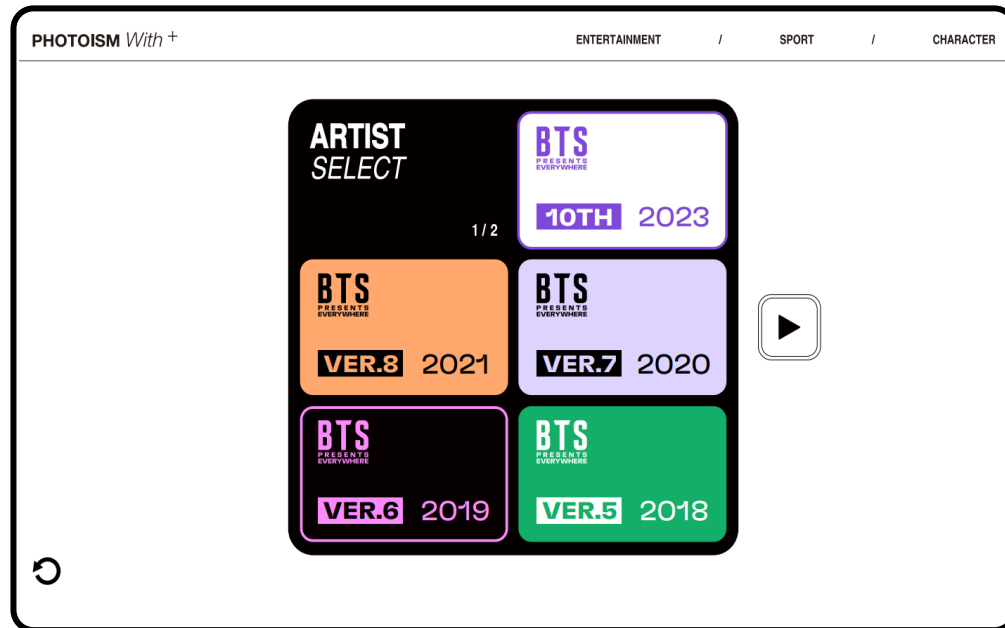 PHOTOISM With +
ENTERTAINMENT / SPORT / CHARACTER
ARTIST
SELECT
1 / 2
BTS
PRESENTS
EVERYWHERE
10TH 2023
BTS
PRESENTS
EVERYWHERE
VER.8 2021
BTS
PRESENTS
EVERYWHERE
VER.7 2020
BTS
PRESENTS
EVERYWHERE
VER.6 2019
BTS
PRESENTS
EVERYWHERE
VER.5 2018